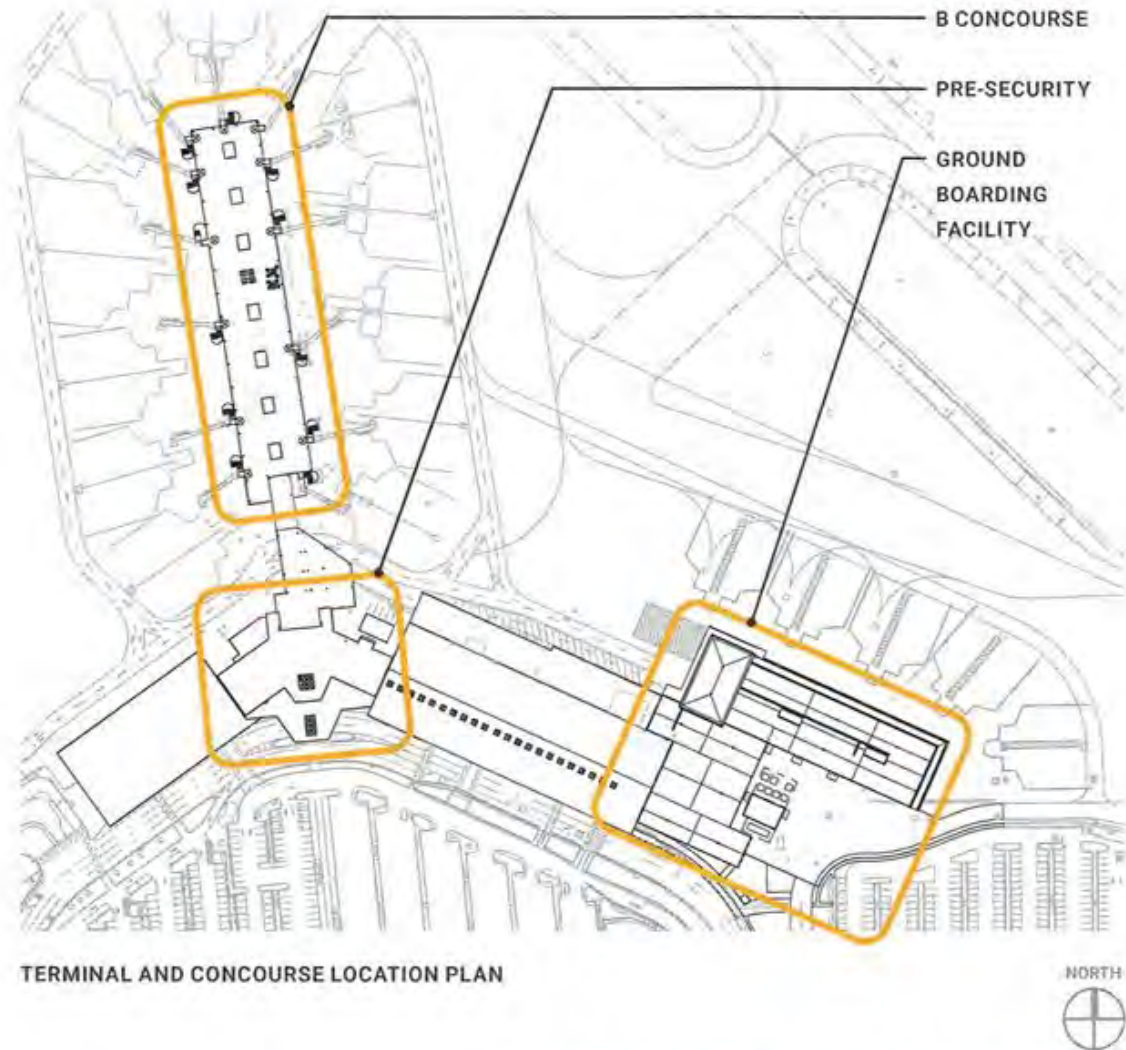 B CONCOURSE
PRE-SECURITY
GROUND
BOARDING
FACILITY
TERMINAL AND CONCOURSE LOCATION PLAN
NORTH